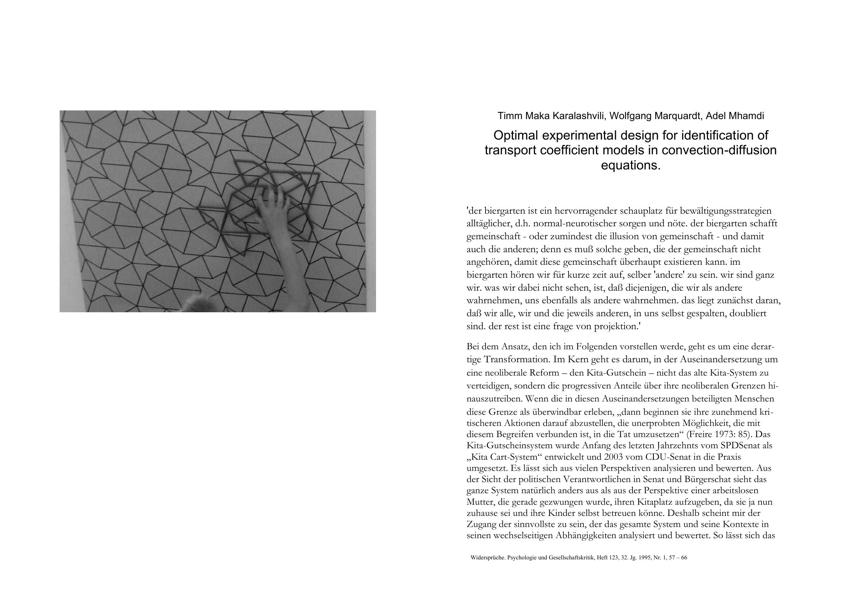 Timm Maka Karalashvili, Wolfgang Marquardt, Adel Mhamdi
Optimal experimental design for identification of
transport coefficient models in convection-diffusion
equations.
'der biergarten ist ein hervorragender schauplatz für bewältigungsstrategien
alltäglicher, d.h. normal-neurotischer sorgen und nöte. der biergarten schafft
gemeinschaft - oder zumindest die illusion von gemeinschaft - und damit
auch die anderen; denn es muß solche geben, die der gemeinschaft nicht
angehören, damit diese gemeinschaft überhaupt existieren kann. im
biergarten hören wir für kurze zeit auf, selber 'andere' zu sein. wir sind ganz
wir. was wir dabei nicht sehen, ist, daß diejenigen, die wir als andere
wahrnehmen, uns ebenfalls als andere wahrnehmen. das liegt zunächst daran,
daß wir alle, wir und die jeweils anderen, in uns selbst gespalten, doubliert
sind. der rest ist eine frage von projektion.'
Bei dem Ansatz, den ich im Folgenden vorstellen werde, geht es um eine derar-
tige Transformation. Im Kern geht es darum, in der Auseinandersetzung um
eine neoliberale Reform – den Kita-Gutschein – nicht das alte Kita-System zu
verteidigen, sondern die progressiven Anteile über ihre neoliberalen Grenzen hi-
nauszutreiben. Wenn die in diesen Auseinandersetzungen beteiligten Menschen
diese Grenze als überwindbar erleben, „dann beginnen sie ihre zunehmend kri-
tischeren Aktionen darauf abzustellen, die unerprobten Möglichkeit, die mit
diesem Begreifen verbunden ist, in die Tat umzusetzen“ (Freire 1973: 85). Das
Kita-Gutscheinsystem wurde Anfang des letzten Jahrzehnts vom SPDSenat als
„Kita Cart-System“ entwickelt und 2003 vom CDU-Senat in die Praxis
umgesetzt. Es lässt sich aus vielen Perspektiven analysieren und bewerten. Aus
der Sicht der politischen Verantwortlichen in Senat und Bürgerschat sieht das
ganze System natürlich anders aus als aus der Perspektive einer arbeitslosen
Mutter, die gerade gezwungen wurde, ihren Kitaplatz aufzugeben, da sie ja nun
zuhause sei und ihre Kinder selbst betreuen könne. Deshalb scheint mir der
Zugang der sinnvollste zu sein, der das gesamte System und seine Kontexte in
seinen wechselseitigen Abhängigkeiten analysiert und bewertet. So lässt sich das
Widersprüche. Psychologie und Gesellschaftskritik, Heft 123, 32. Jg. 1995, Nr. 1, 57 – 66